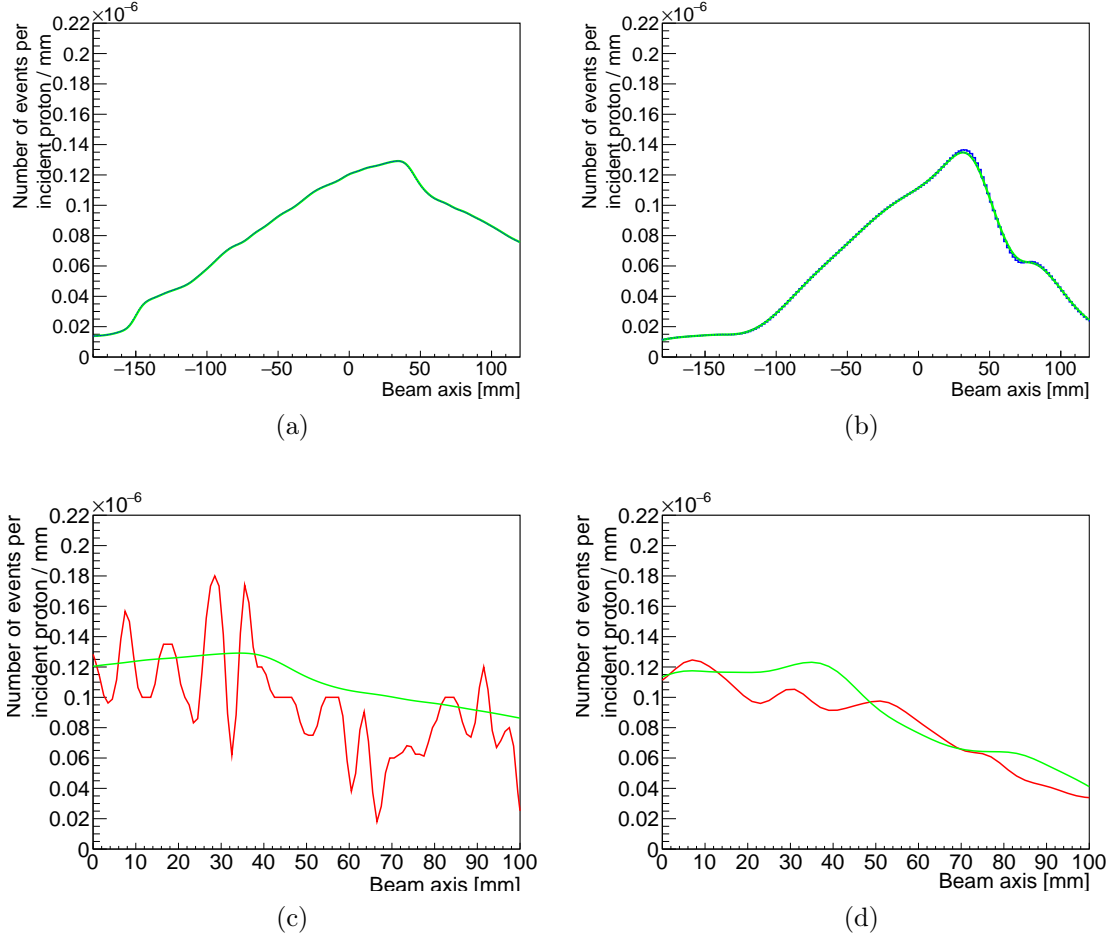 ×10⁻⁶
0.22
0.2
0.18
0.16
0.14
0.12
0.1
0.08
0.06
0.04
0.02
0
Number of events per
incident proton / mm
−150 −100 −50 0 50 100
Beam axis [mm]
(a)
×10⁻⁶
0.22
0.2
0.18
0.16
0.14
0.12
0.1
0.08
0.06
0.04
0.02
0
Number of events per
incident proton / mm
−150 −100 −50 0 50 100
Beam axis [mm]
(b)
×10⁻⁶
0.22
0.2
0.18
0.16
0.14
0.12
0.1
0.08
0.06
0.04
0.02
0
Number of events per
incident proton / mm
0 10 20 30 40 50 60 70 80 90 100
Beam axis [mm]
(c)
×10⁻⁶
0.22
0.2
0.18
0.16
0.14
0.12
0.1
0.08
0.06
0.04
0.02
0
Number of events per
incident proton / mm
0 10 20 30 40 50 60 70 80 90 100
Beam axis [mm]
(d)